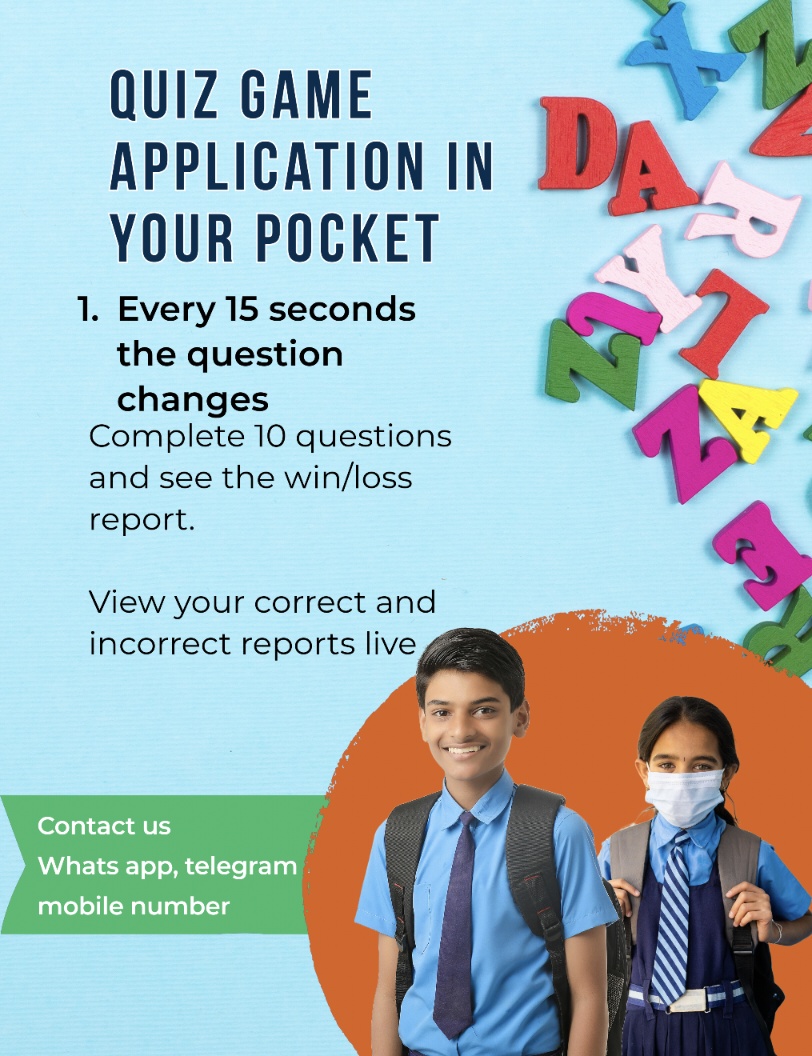 QUIZ GAME
APPLICATION IN
YOUR POCKET
1. Every 15 seconds
the question
changes
Complete 10 questions
and see the win/loss
report.
View your correct and
incorrect reports live
Contact us
Whats app, telegram
mobile number
X
Z
D A
R
Y
L
Z
A
Z
E
R